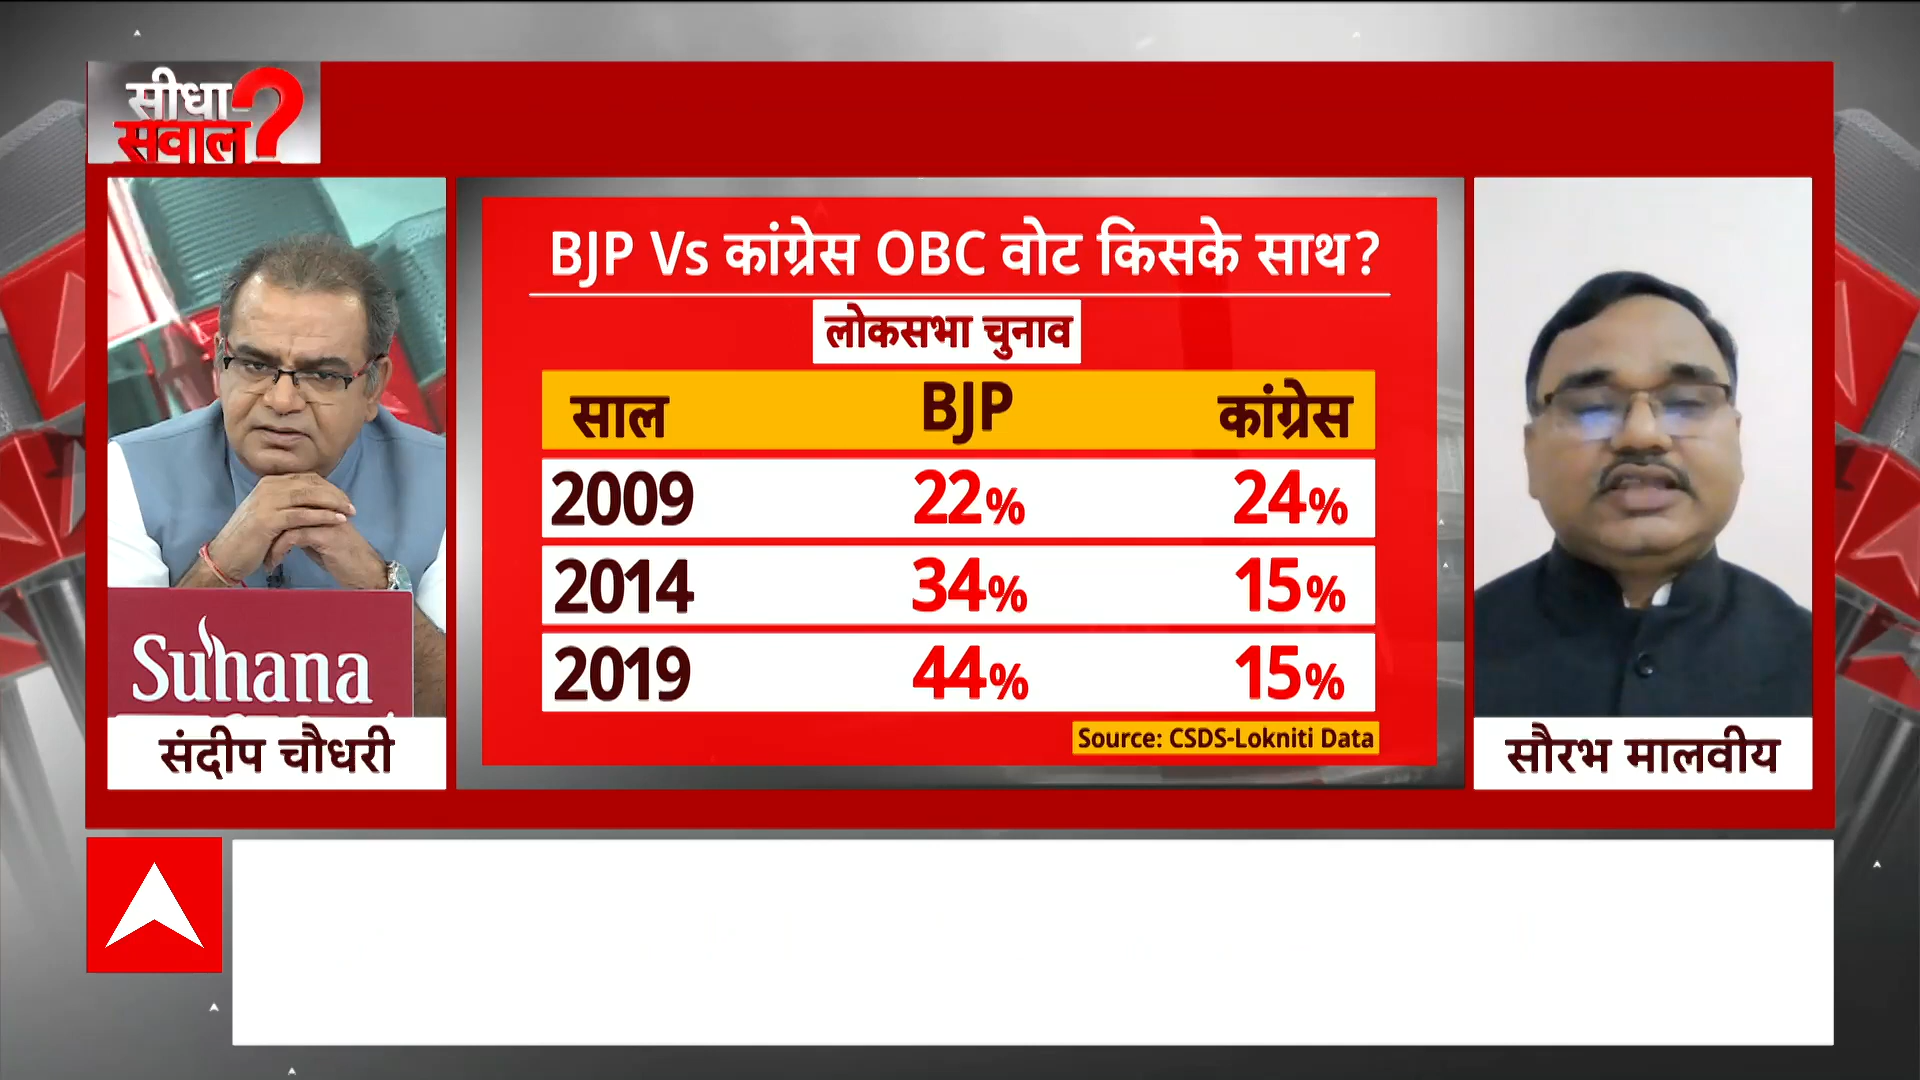 सीधा
सवाल?
BJP Vs कांग्रेस OBC वोट किसके साथ?
लोकसभा चुनाव
साल BJP कांग्रेस
2009 22% 24%
2014 34% 15%
2019 44% 15%
Source: CSDS-Lokniti Data
Suhana
संदीप चौधरी
सौरभ मालवीय